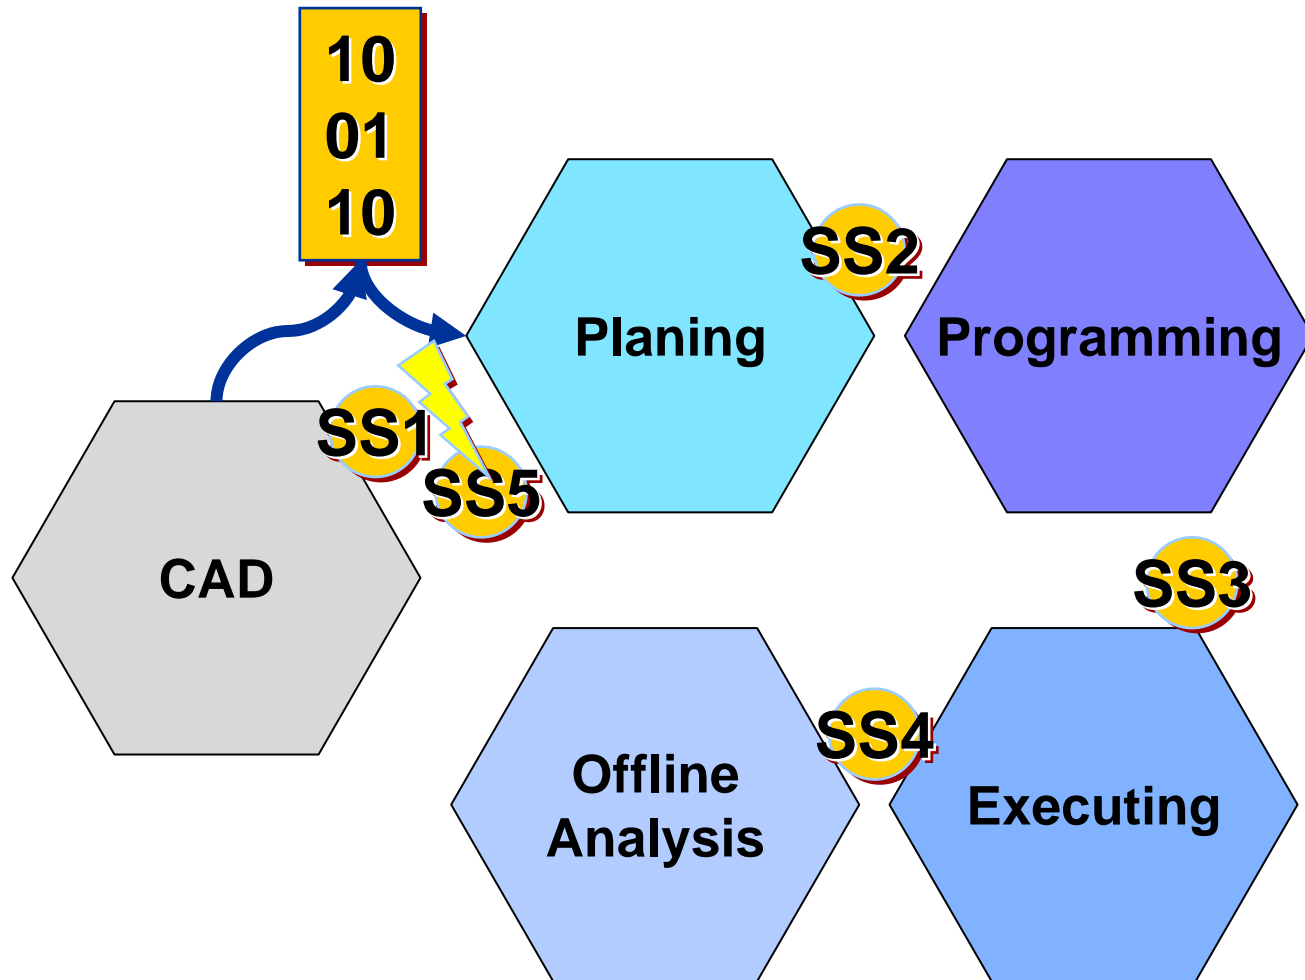 10
01
10
SS2
Planing
Programming
SS1
SS5
CAD
SS3
SS4
Offline
Analysis
Executing